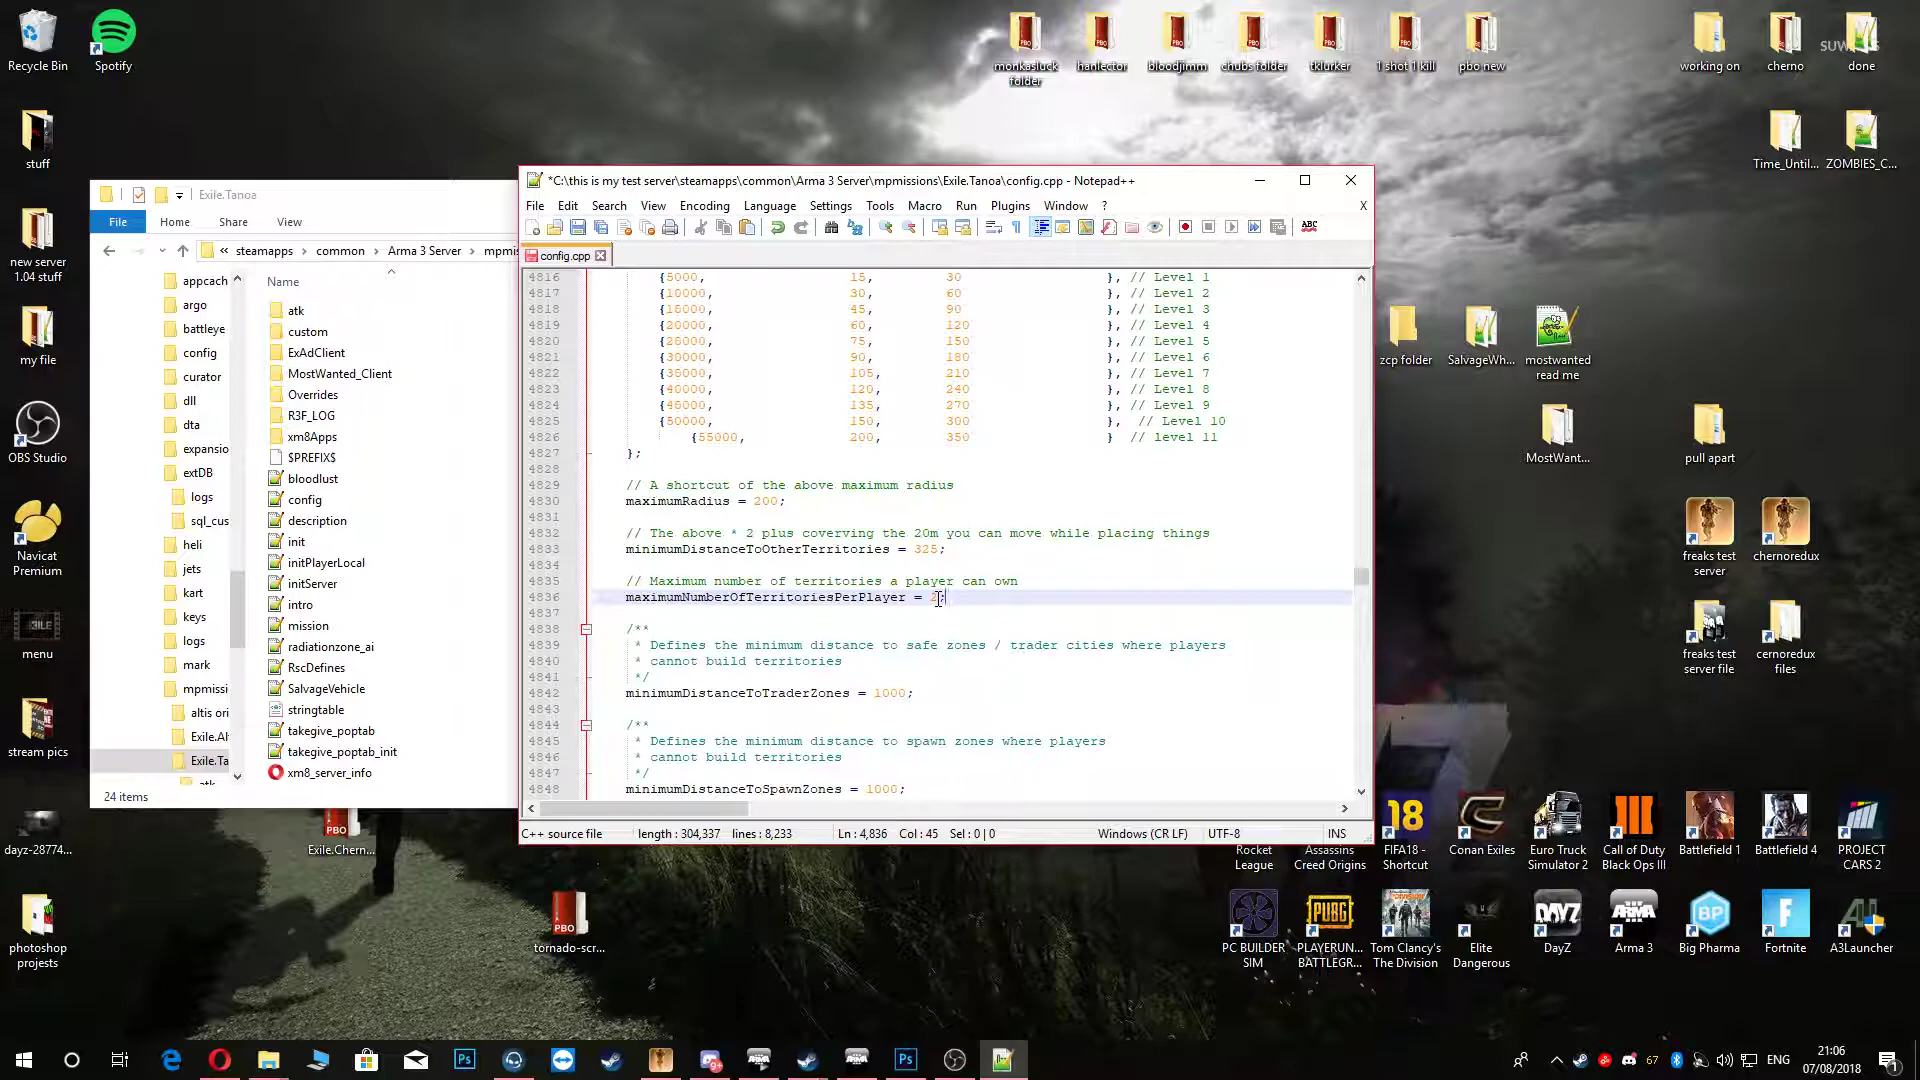 Recycle Bin
Spotify
monkasluck folder
hanlector
bloodjimm
chubs folder
tklurker
1 shot 1 kill
pbo new
working on
cherno
done
stuff
Time_Until...
ZOMBIES_C...
new server 1.04 stuff
my file
OBS Studio
Navicat Premium
menu
stream pics
dayz-28774...
photoshop projests
Exile.Tanoa
File
Home
Share
View
« steamapps > common > Arma 3 Server > mpmis
Name
appcach
argo
battleye
config
curator
dll
dta
expansio
extDB
logs
sql_cus
heli
jets
kart
keys
logs
mark
mpmissi
altis ori
Exile.Al
Exile.Ta
atk
custom
ExAdClient
MostWanted_Client
Overrides
R3F_LOG
xm8Apps
$PREFIX$
bloodlust
config
description
init
initPlayerLocal
initServer
intro
mission
radiationzone_ai
RscDefines
SalvageVehicle
stringtable
takegive_poptab
takegive_poptab_init
xm8_server_info
24 items
*C:\this is my test server\steamapps\common\Arma 3 Server\mpmissions\Exile.Tanoa\config.cpp - Notepad++
File Edit Search View Encoding Language Settings Tools Macro Run Plugins Window ? X
config.cpp
4816 {5000, 15, 30 }, // Level 1
4817 {10000, 30, 60 }, // Level 2
4818 {15000, 45, 90 }, // Level 3
4819 {20000, 60, 120 }, // Level 4
4820 {25000, 75, 150 }, // Level 5
4821 {30000, 90, 180 }, // Level 6
4822 {35000, 105, 210 }, // Level 7
4823 {40000, 120, 240 }, // Level 8
4824 {45000, 135, 270 }, // Level 9
4825 {50000, 150, 300 }, // Level 10
4826 {55000, 200, 350 } // level 11
4827 };
4828
4829 // A shortcut of the above maximum radius
4830 maximumRadius = 200;
4831
4832 // The above * 2 plus coverving the 20m you can move while placing things
4833 minimumDistanceToOtherTerritories = 325;
4834
4835 // Maximum number of territories a player can own
4836 maximumNumberOfTerritoriesPerPlayer = 2;
4837
4838 /**
4839 * Defines the minimum distance to safe zones / trader cities where players
4840 * cannot build territories
4841 */
4842 minimumDistanceToTraderZones = 1000;
4843
4844 /**
4845 * Defines the minimum distance to spawn zones where players
4846 * cannot build territories
4847 */
4848 minimumDistanceToSpawnZones = 1000;
C++ source file length : 304,337 lines : 8,233 Ln : 4,836 Col : 45 Sel : 0 | 0 Windows (CR LF) UTF-8 INS
zcp folder
SalvageWh...
mostwanted read me
MostWant...
pull apart
freaks test server
chernoredux
freaks test server file
cernoredux files
Exile.Chern...
tornado-scr...
Rocket League
Assassins Creed Origins
FIFA18 - Shortcut
Conan Exiles
Euro Truck Simulator 2
Call of Duty Black Ops III
Battlefield 1
Battlefield 4
PROJECT CARS 2
PC BUILDER SIM
PLAYERUN... BATTLEGR...
Tom Clancy's The Division
Elite Dangerous
DayZ
Arma 3
Big Pharma
Fortnite
A3Launcher
67
ENG
21:06
07/08/2018